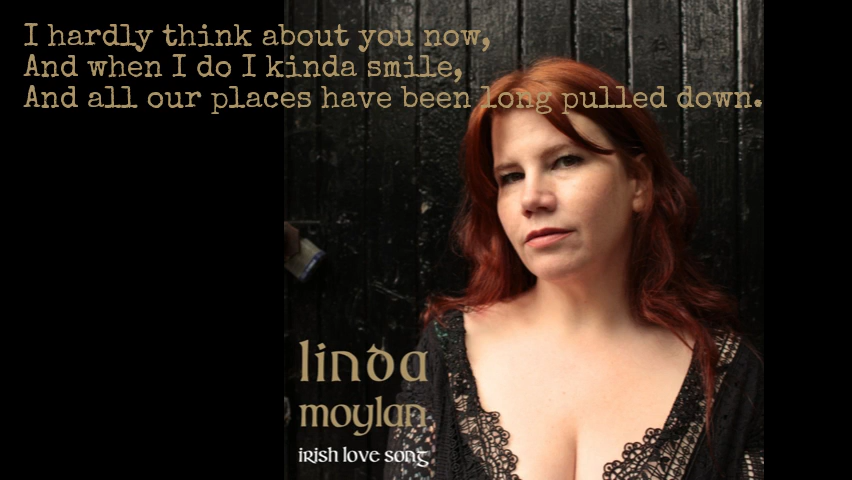 I hardly think about you now,
And when I do I kinda smile,
And all our places have been long pulled down.
linda
moylan
irish love song